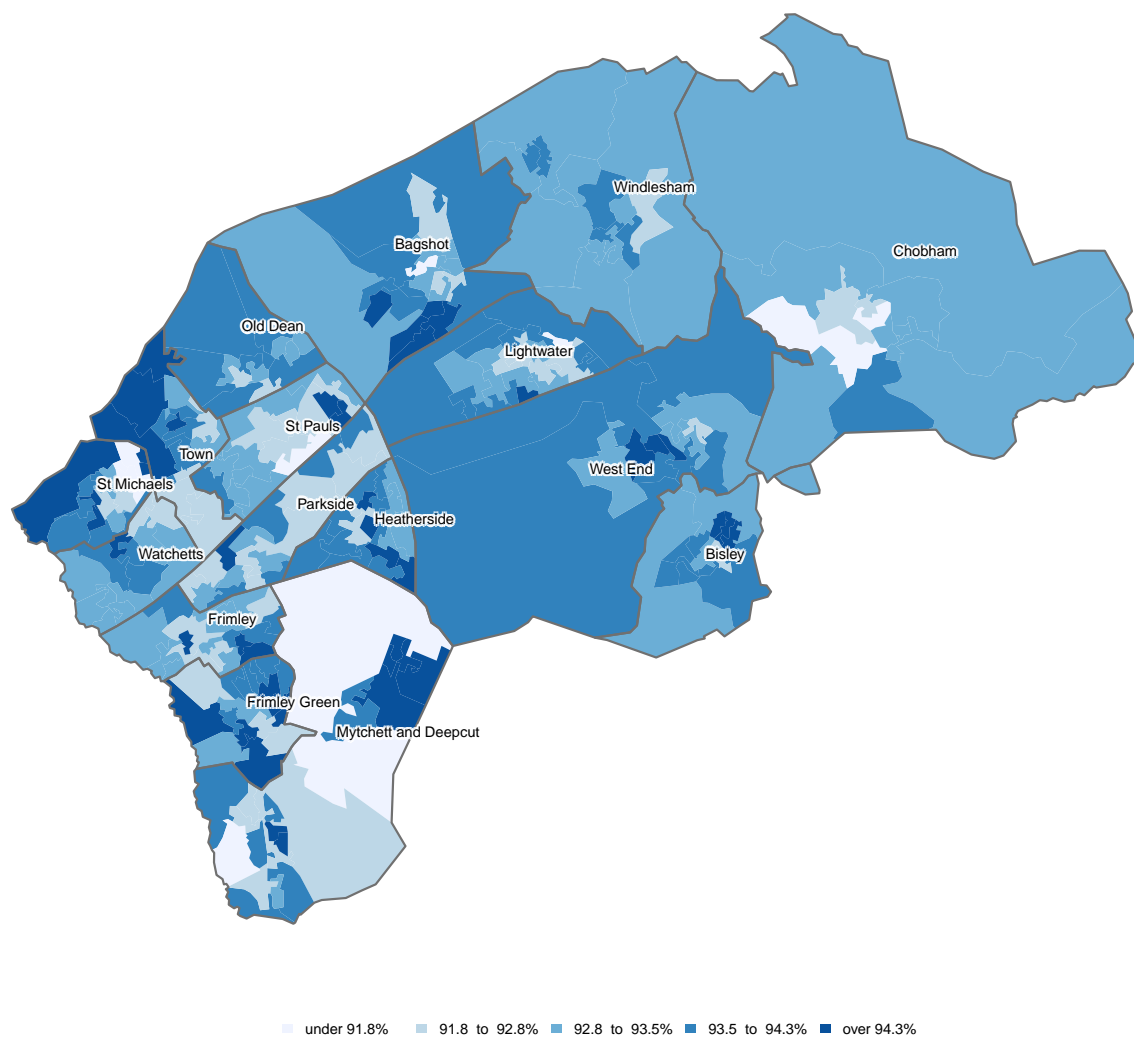 Windlesham
Bagshot
Chobham
Old Dean
Lightwater
St Pauls
Town
West End
St Michaels
Parkside
Heatherside
Watchetts
Bisley
Frimley
Frimley Green
Mytchett and Deepcut
under 91.8% 91.8 to 92.8% 92.8 to 93.5% 93.5 to 94.3% over 94.3%